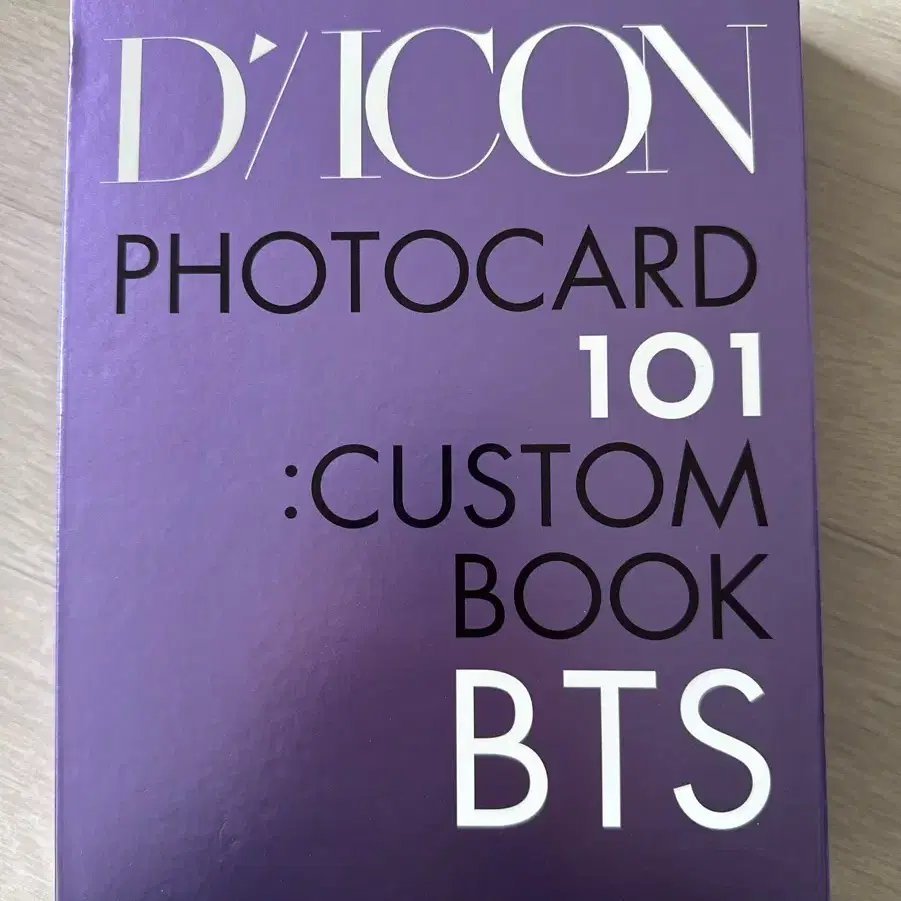 D’/ICON
PHOTOCARD
101
:CUSTOM
BOOK
BTS